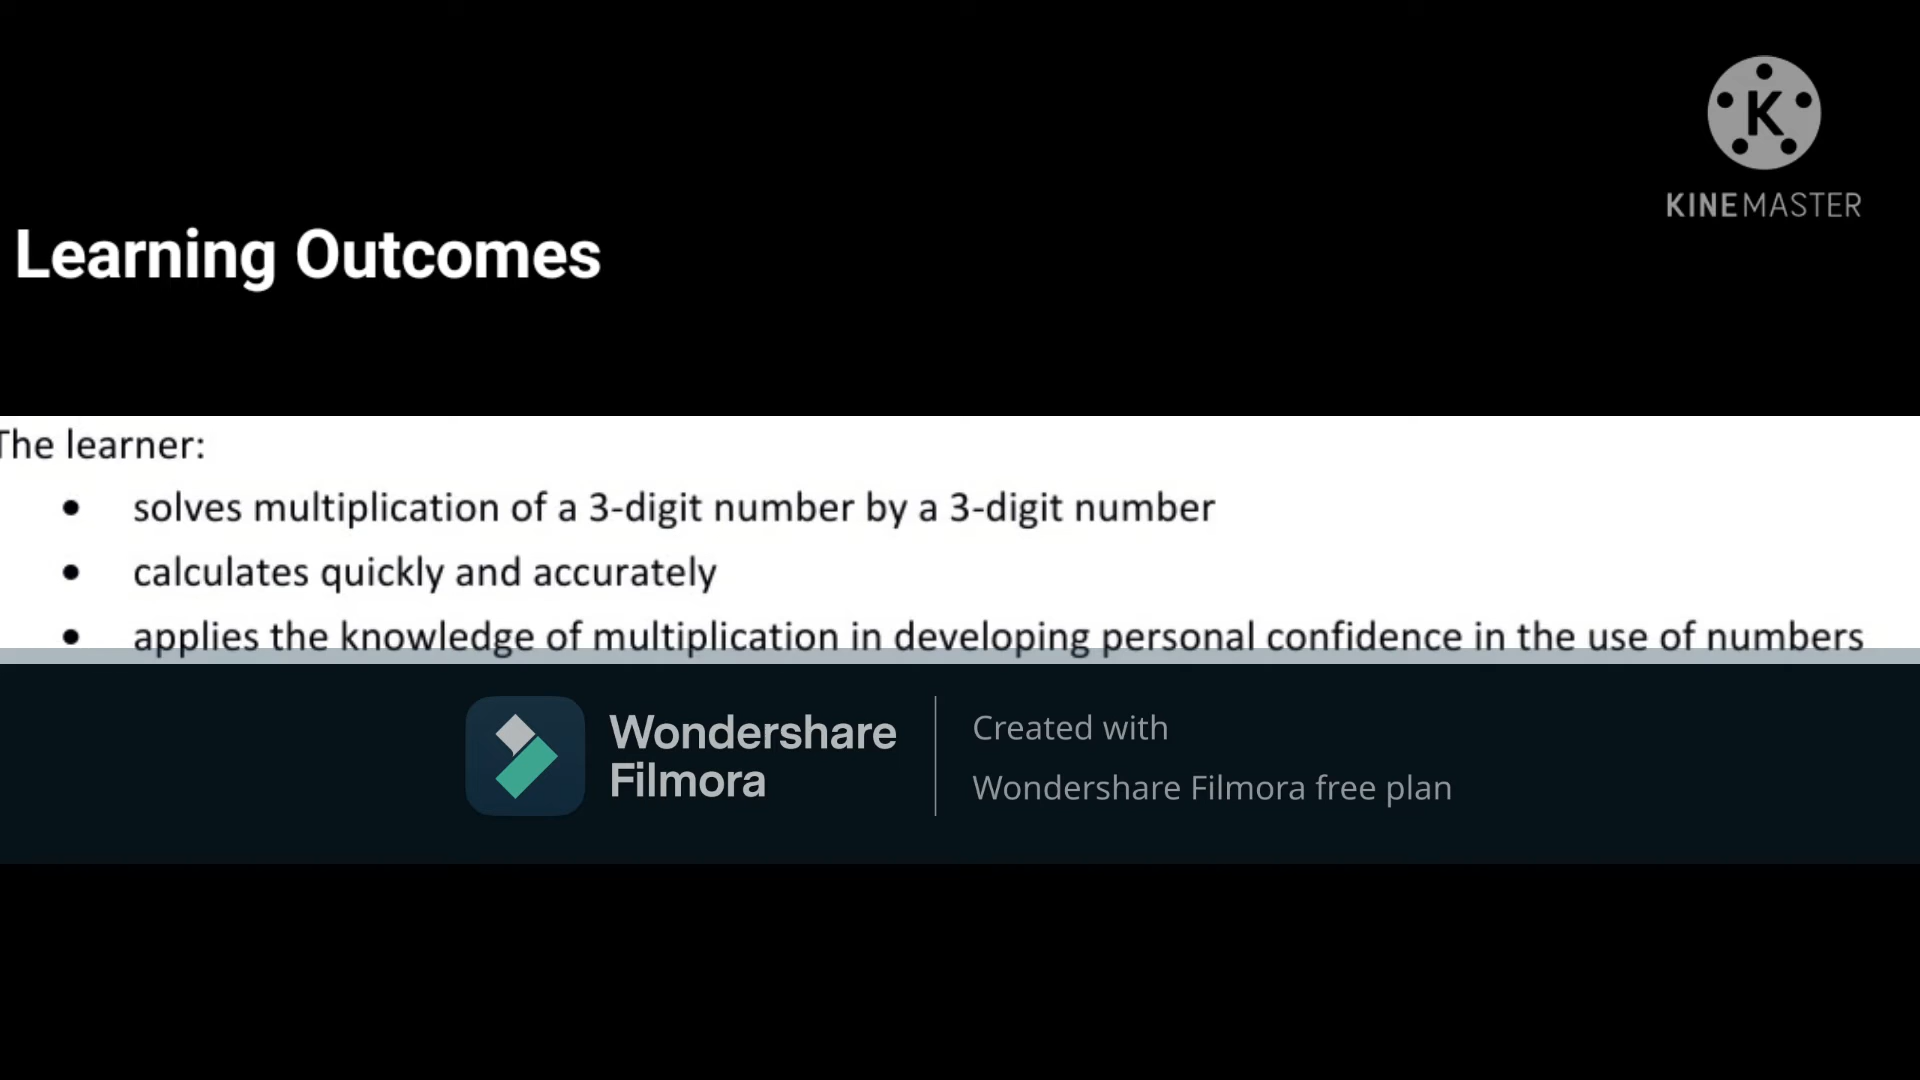 K
KINEMASTER
Learning Outcomes
The learner:
• solves multiplication of a 3-digit number by a 3-digit number
• calculates quickly and accurately
• applies the knowledge of multiplication in developing personal confidence in the use of numbers
Wondershare
Filmora
Created with
Wondershare Filmora free plan